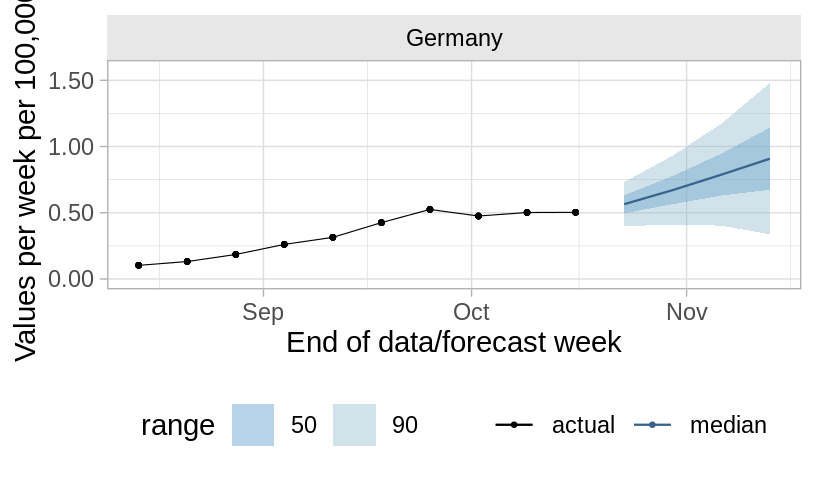 Germany
Values per week per 100,000
1.50
1.00
0.50
0.00
Sep Oct Nov
End of data/forecast week
range 50 90 actual median